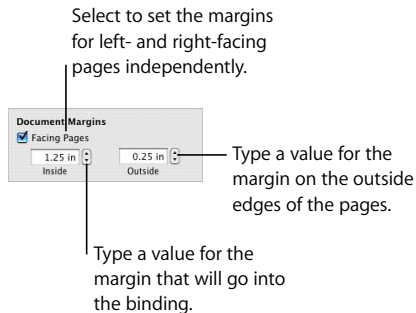 Select to set the margins
for left- and right-facing
pages independently.
Document Margins
Facing Pages
1.25 in
0.25 in
Inside
Outside
Type a value for the
margin on the outside
edges of the pages.
Type a value for the
margin that will go into
the binding.